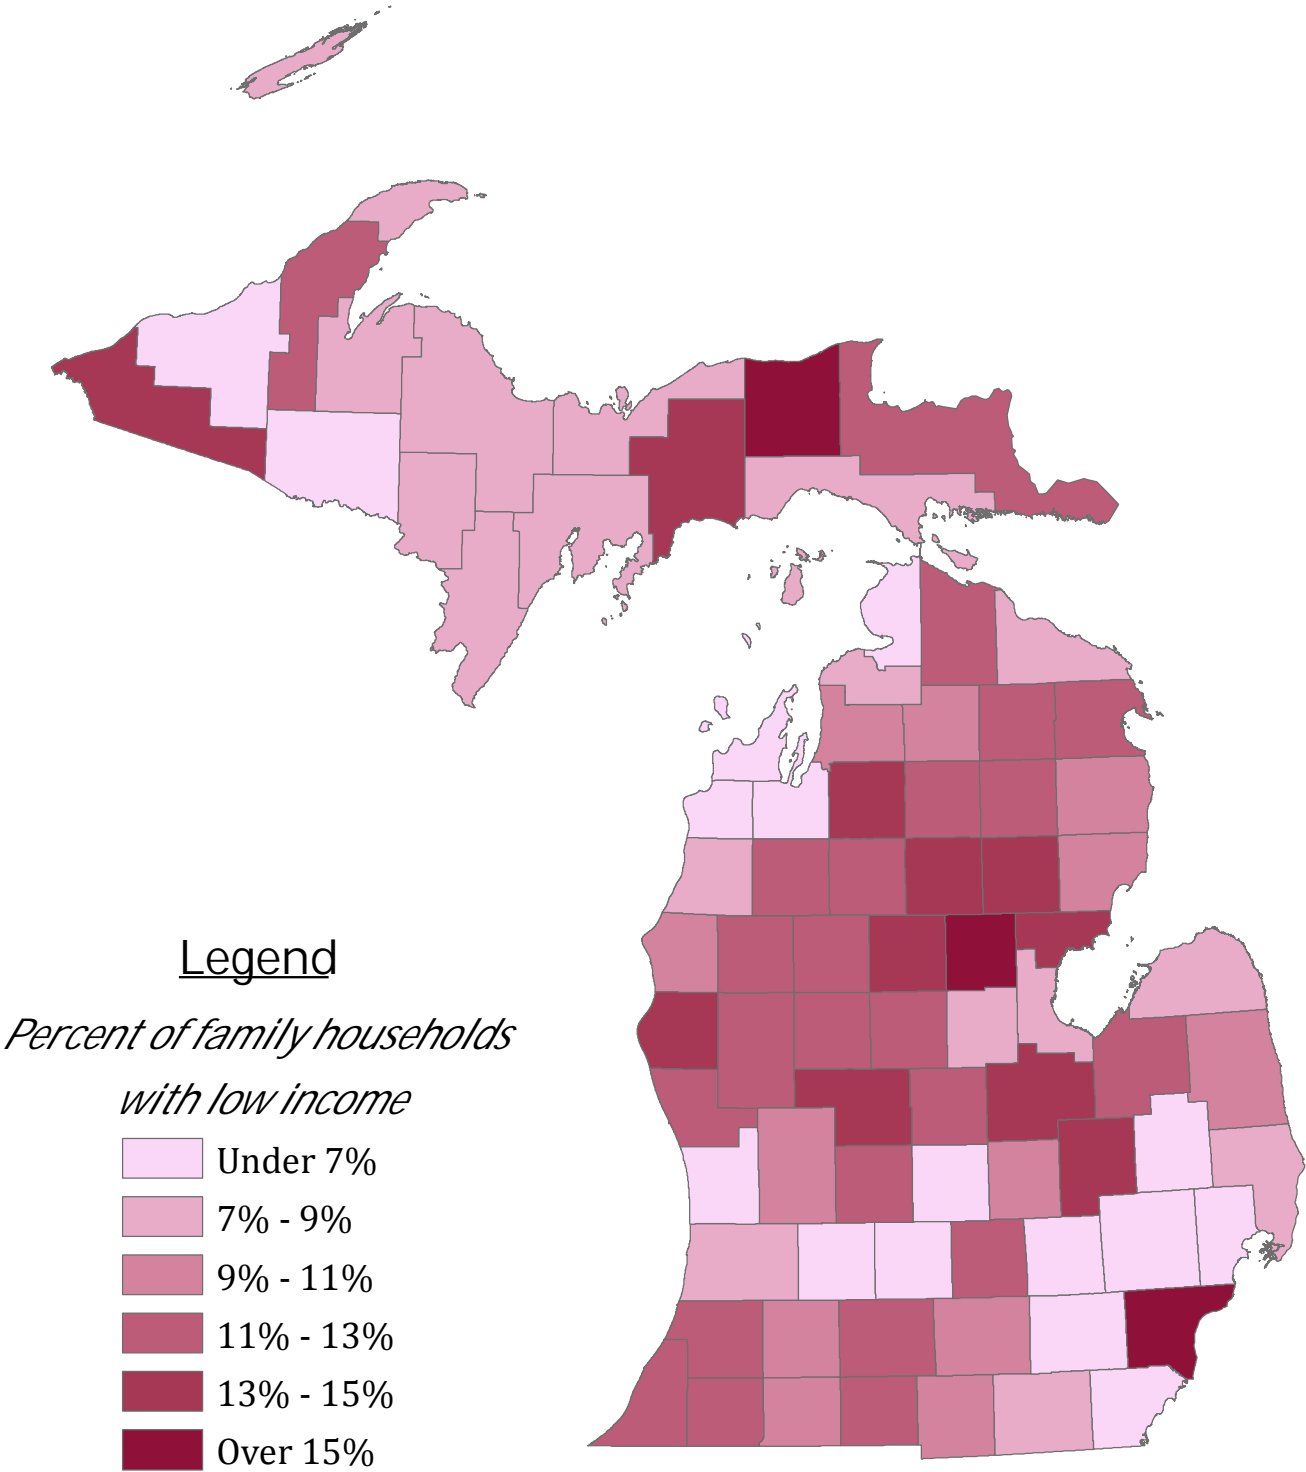 Legend
Percent of family households
with low income
Under 7%
7% - 9%
9% - 11%
11% - 13%
13% - 15%
Over 15%